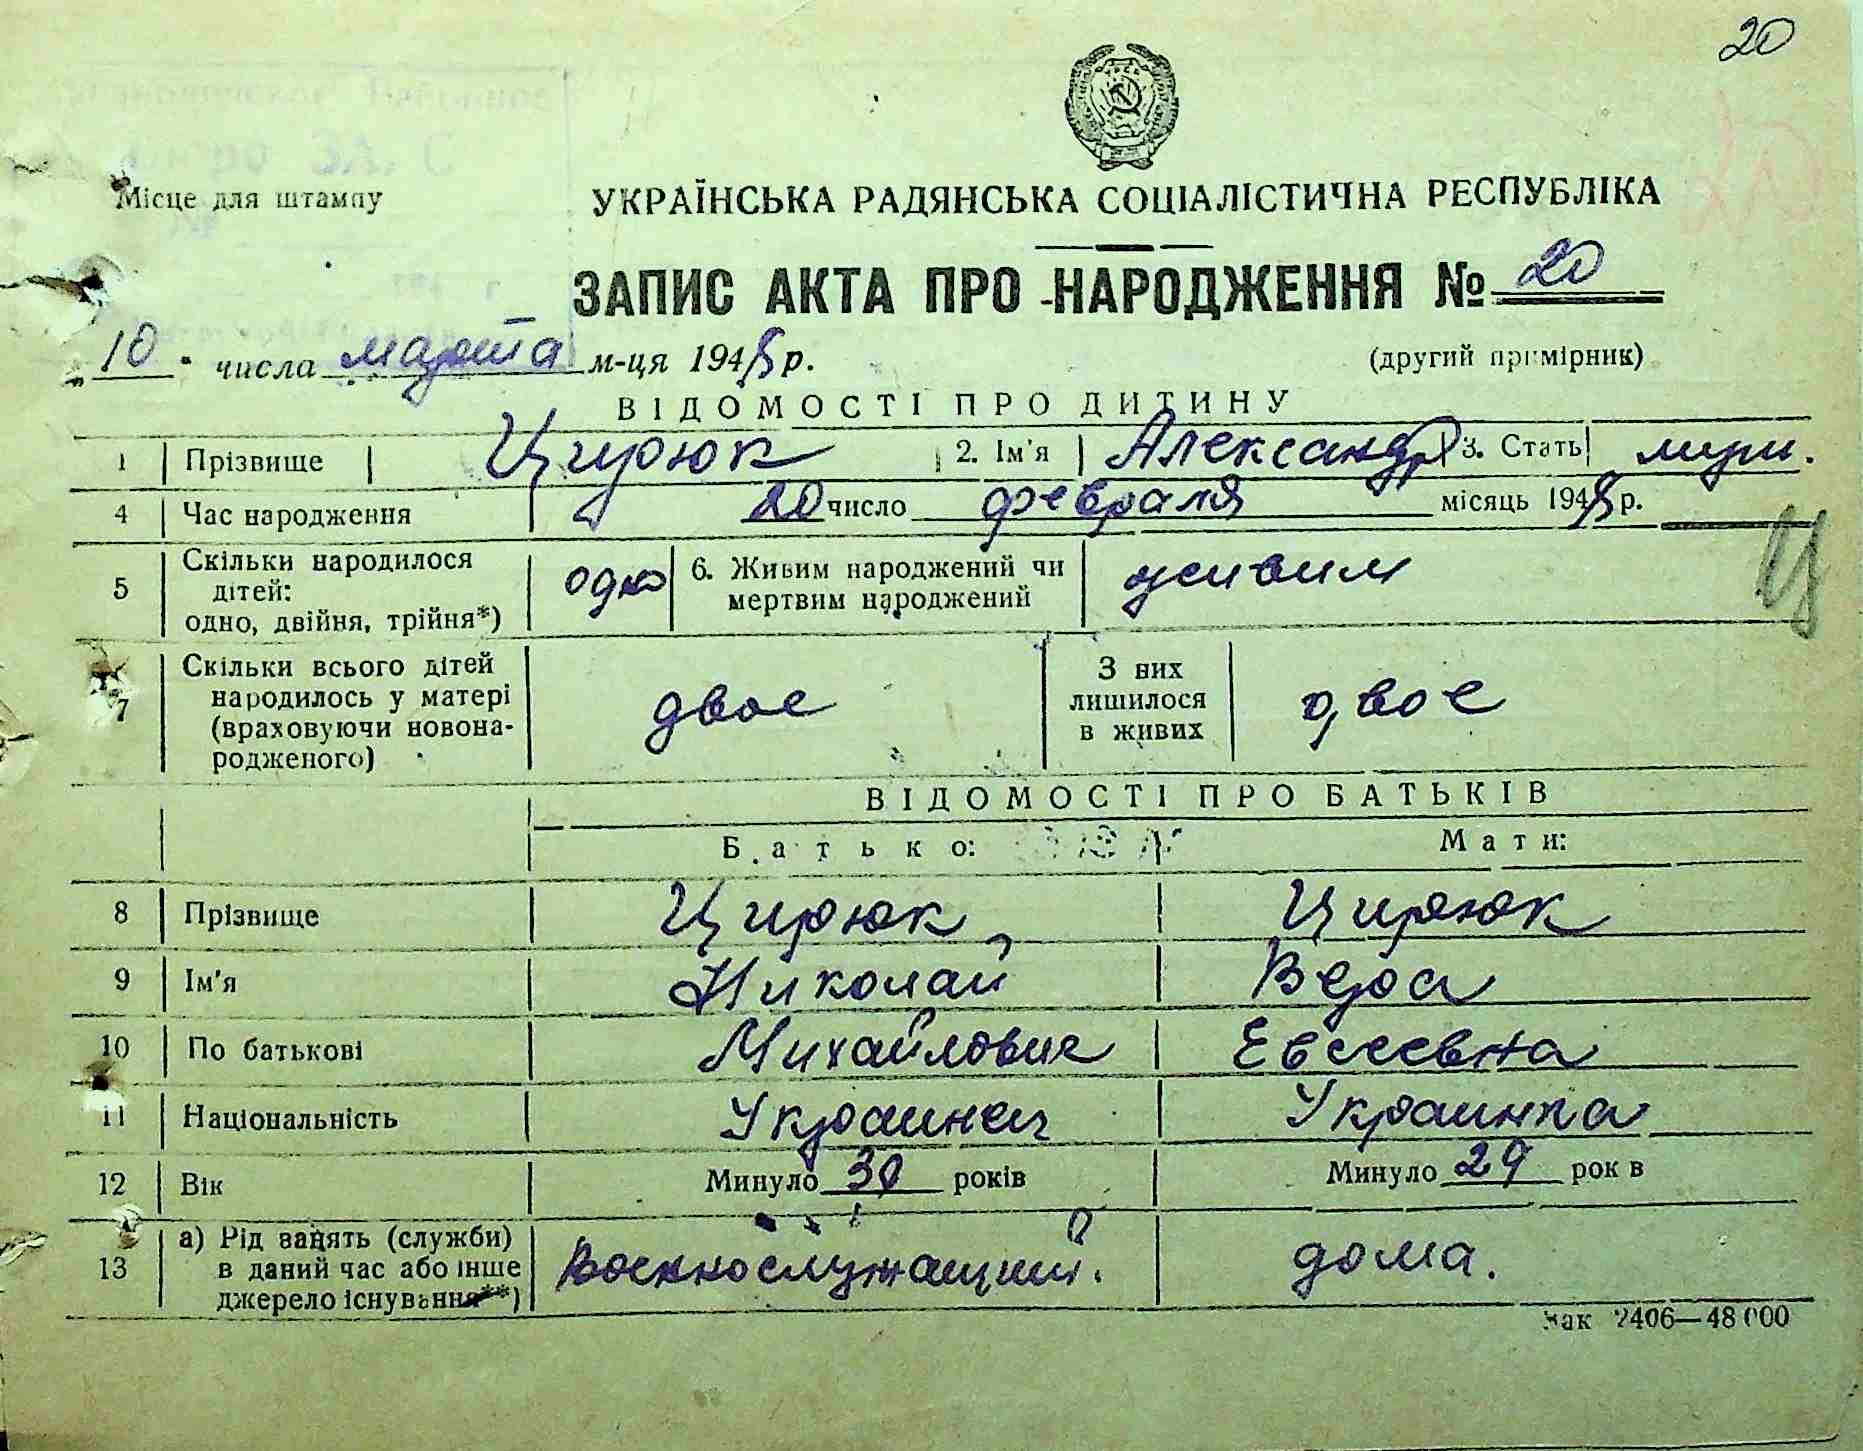 20
Місце для штампу
УКРАЇНСЬКА РАДЯНСЬКА СОЦІАЛІСТИЧНА РЕСПУБЛІКА
ЗАПИС АКТА ПРО НАРОДЖЕННЯ № 20
„10" числа марта м-ця 1948 р. (другий примірник)
ВІДОМОСТІ ПРО ДИТИНУ
1 Прізвище Цирюк 2. Ім'я Александр 3. Стать муж.
4 Час народження 20 число февраля місяць 1948 р.
5 Скільки народилося дітей: одно, двійня, трійня*) одно 6. Живим народжений чи мертвим народжений живим
Ц
7 Скільки всього дітей народилось у матері (враховуючи новонародженого) двое З них лишилося в живих двое
ВІДОМОСТІ ПРО БАТЬКІВ
Батько: Мати:
8 Прізвище Цирюк Цирюк
9 Ім'я Николай Вера
10 По батькові Михайлович Евсеевна
11 Національність Украинец Украинка
12 Вік Минуло 30 років Минуло 29 рок в
13 а) Рід занять (служби) в даний час або інше джерело існування**) Военнослужащий. дома.
Зак 2406—48000